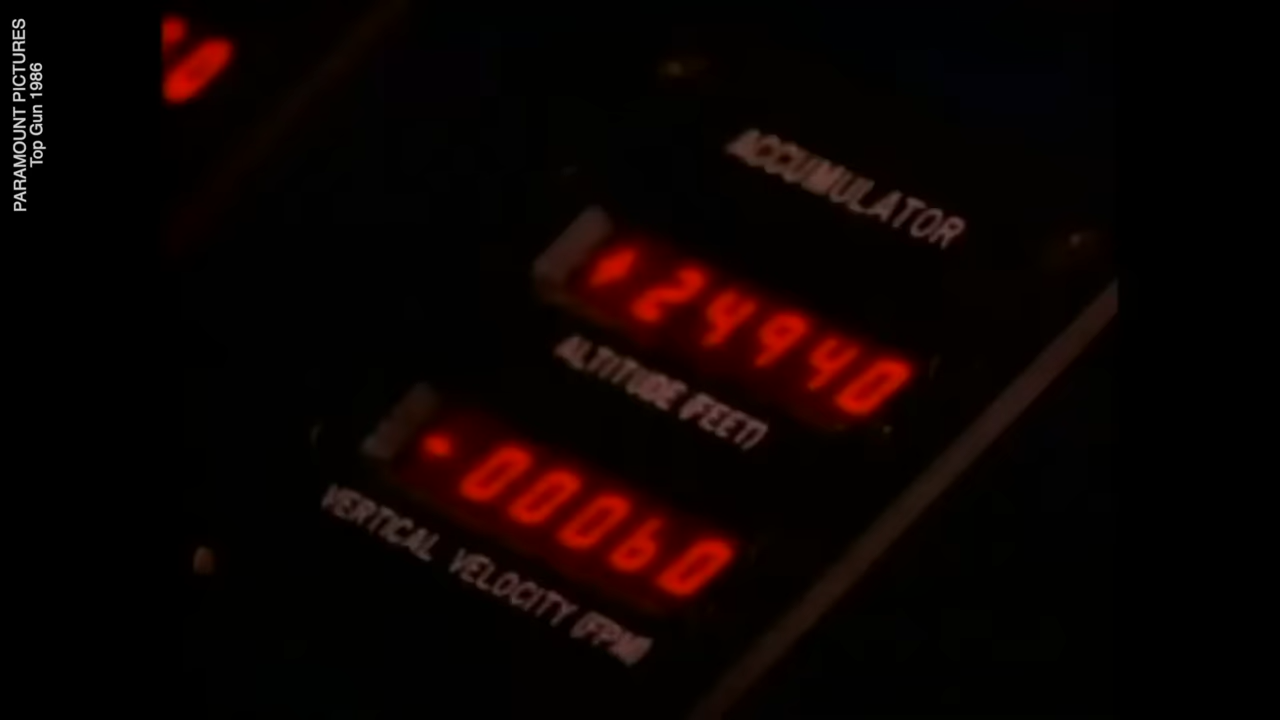 PARAMOUNT PICTURES
Top Gun 1986
ACCUMULATOR
24940
ALTITUDE (FEET)
-00060
VERTICAL VELOCITY (FPM)